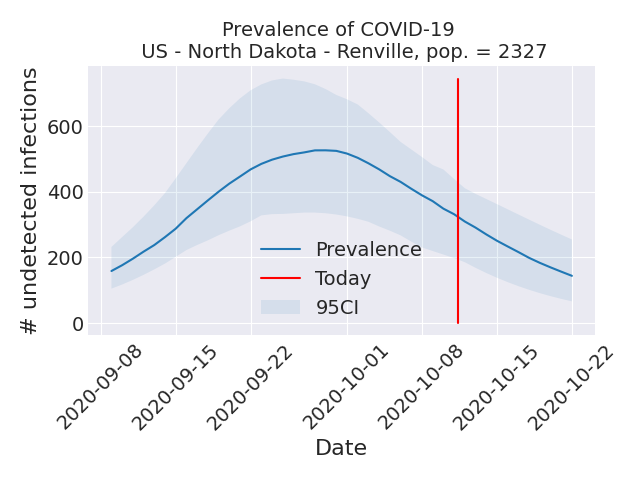 Prevalence of COVID-19
US - North Dakota - Renville, pop. = 2327
# undetected infections
600
400
200
0
Prevalence
Today
95CI
2020-09-08
2020-09-15
2020-09-22
2020-10-01
2020-10-08
2020-10-15
2020-10-22
Date